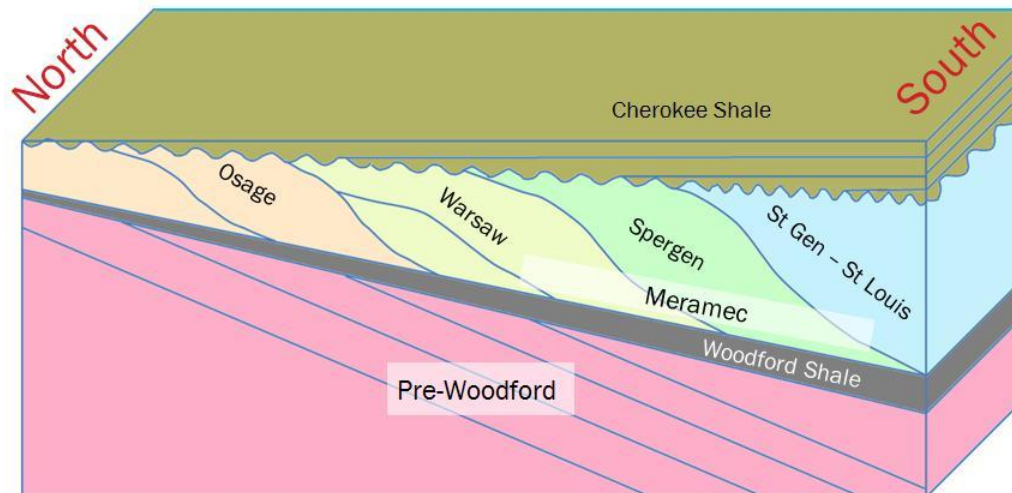 North
South
Cherokee Shale
Osage
Warsaw
Spergen
St Gen – St Louis
Meramec
Woodford Shale
Pre-Woodford